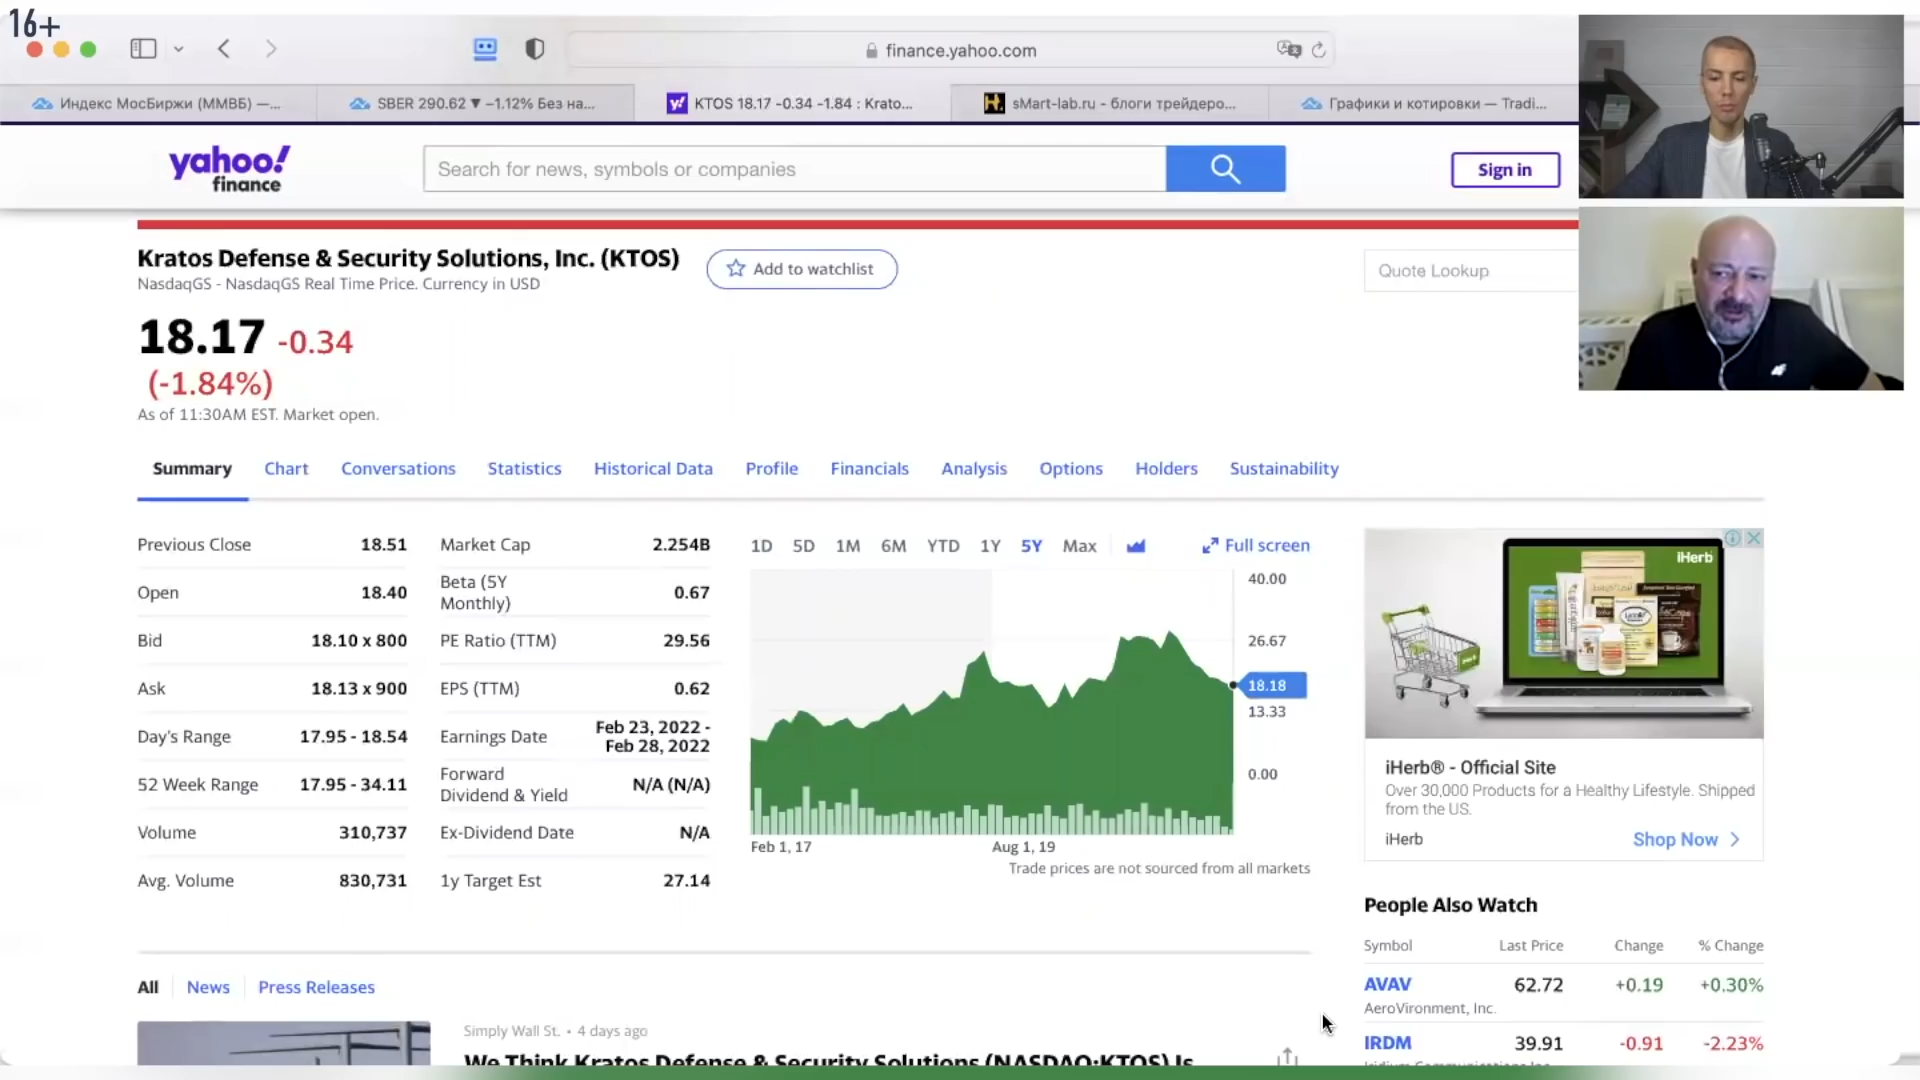 16+
finance.yahoo.com
Индекс МосБиржи (ММВБ) —...
SBER 290.62 ▼ −1.12% Без на...
KTOS 18.17 -0.34 -1.84 : Krato...
sMart-lab.ru - блоги трейдеро...
Графики и котировки — Tradi...
yahoo!
finance
Search for news, symbols or companies
Sign in
Kratos Defense & Security Solutions, Inc. (KTOS)
Add to watchlist
NasdaqGS - NasdaqGS Real Time Price. Currency in USD
Quote Lookup
18.17 -0.34
(-1.84%)
As of 11:30AM EST. Market open.
Summary Chart Conversations Statistics Historical Data Profile Financials Analysis Options Holders Sustainability
Previous Close 18.51
Open 18.40
Bid 18.10 x 800
Ask 18.13 x 900
Day's Range 17.95 - 18.54
52 Week Range 17.95 - 34.11
Volume 310,737
Avg. Volume 830,731
Market Cap 2.254B
Beta (5Y
Monthly) 0.67
PE Ratio (TTM) 29.56
EPS (TTM) 0.62
Earnings Date Feb 23, 2022 -
Feb 28, 2022
Forward
Dividend & Yield N/A (N/A)
Ex-Dividend Date N/A
1y Target Est 27.14
1D 5D 1M 6M YTD 1Y 5Y Max Full screen
40.00
26.67
18.18
13.33
0.00
Feb 1, 17 Aug 1, 19
Trade prices are not sourced from all markets
iHerb
iHerb® - Official Site
Over 30,000 Products for a Healthy Lifestyle. Shipped
from the US.
iHerb Shop Now
People Also Watch
Symbol Last Price Change % Change
AVAV 62.72 +0.19 +0.30%
AeroVironment, Inc.
IRDM 39.91 -0.91 -2.23%
Iridium Communications Inc.
All News Press Releases
Simply Wall St. • 4 days ago
We Think Kratos Defense & Security Solutions (NASDAQ:KTOS) Is